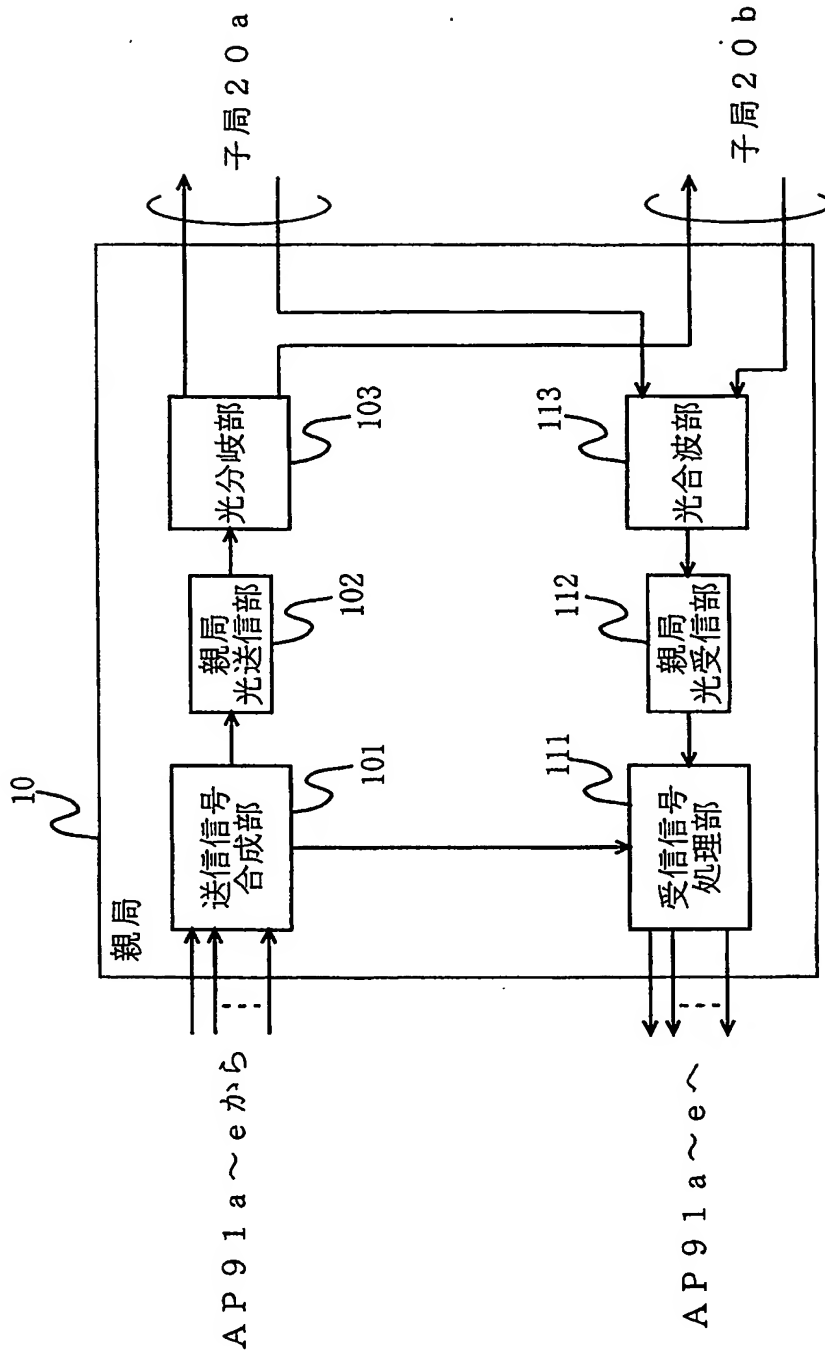 10
親局
AP91a～eから
送信信号
合成部
101
親局
光送信部
102
光分岐部
103
子局20a
AP91a～eへ
受信信号
処理部
111
親局
光受信部
112
光合波部
113
子局20b